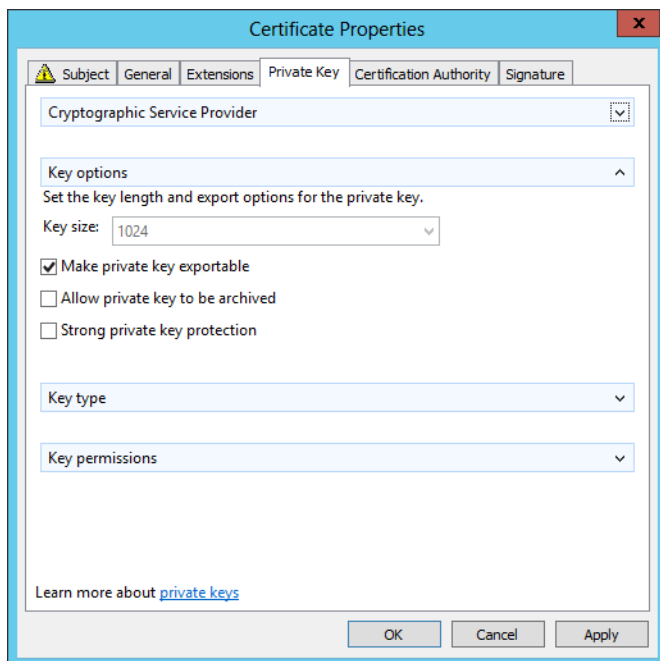 Certificate Properties
x
Subject General Extensions Private Key Certification Authority Signature
Cryptographic Service Provider
Key options
Set the key length and export options for the private key.
Key size: 1024
Make private key exportable
Allow private key to be archived
Strong private key protection
Key type
Key permissions
Learn more about private keys
OK Cancel Apply